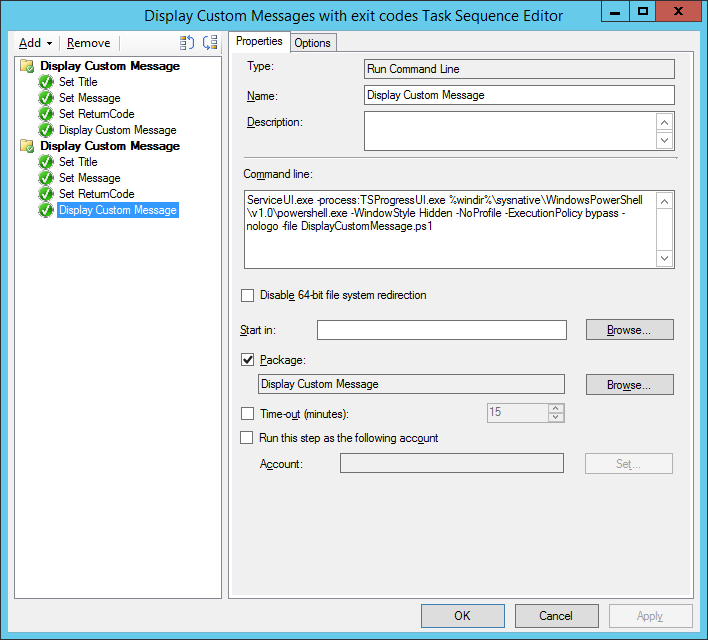 Display Custom Messages with exit codes Task Sequence Editor
Add
Remove
Display Custom Message
Set Title
Set Message
Set ReturnCode
Display Custom Message
Display Custom Message
Set Title
Set Message
Set ReturnCode
Display Custom Message
Properties
Options
Type:
Run Command Line
Name:
Display Custom Message
Description:
Command line:
ServiceUI.exe -process:TSProgressUI.exe %windir%\sysnative\WindowsPowerShell
\v1.0\powershell.exe -WindowStyle Hidden -NoProfile -ExecutionPolicy bypass -
nologo -file DisplayCustomMessage.ps1
Disable 64-bit file system redirection
Start in:
Browse...
Package:
Display Custom Message
Browse...
Time-out (minutes):
15
Run this step as the following account
Account:
Set...
OK
Cancel
Apply